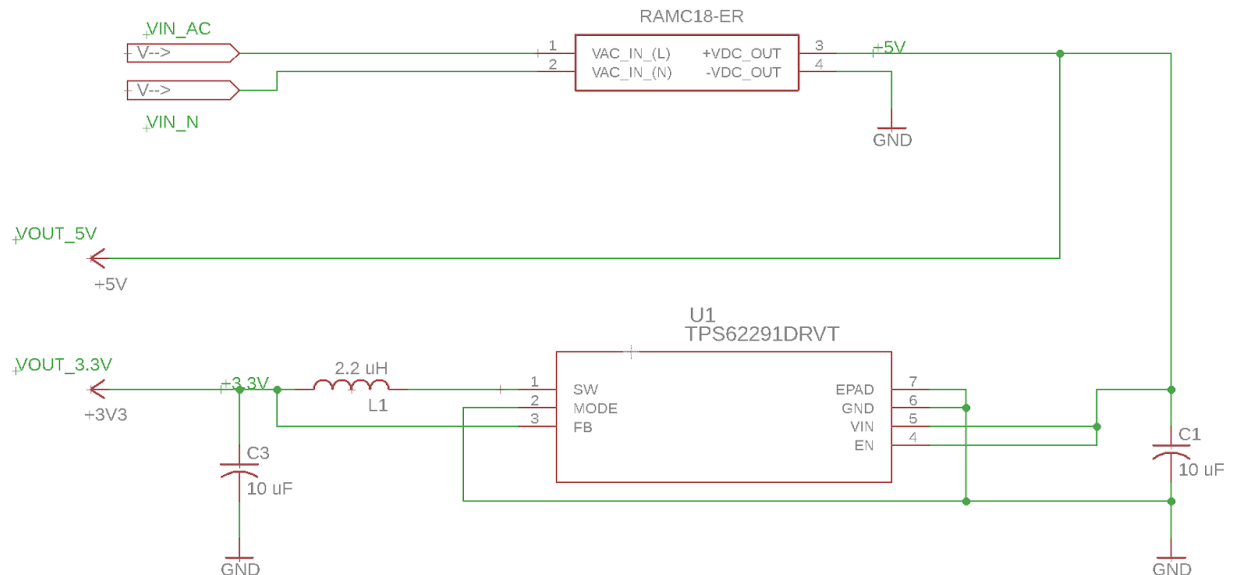 RAMC18-ER
VIN_AC
V-->
1
VAC_IN_(L)
+VDC_OUT
3
+5V
2
VAC_IN_(N)
-VDC_OUT
4
V-->
VIN_N
GND
VOUT_5V
+5V
U1
TPS62291DRVT
VOUT_3.3V
+3.3V
2.2 uH
L1
+3V3
1
SW
EPAD
7
2
MODE
GND
6
3
FB
VIN
5
EN
4
C3
10 uF
C1
10 uF
GND
GND